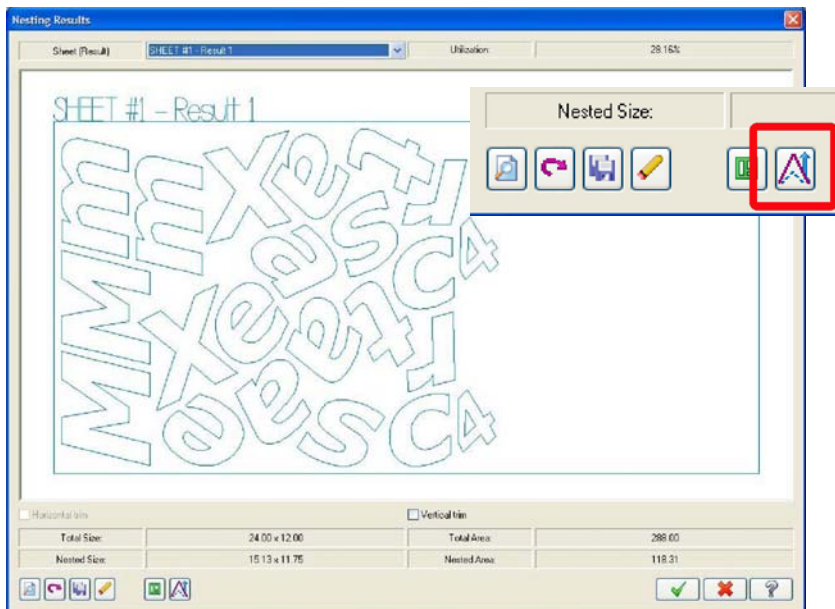 Nesting Results
Sheet (Result)
SHEET #1 - Result 1
Utilization:
28.16%
SHEET #1 - Result 1
Nested Size:
M M m m x e a t r
X e a s C 4
M x e a t r
e a s C 4
Horizontal trim
Vertical trim
Total Size:
24.00 x 12.00
Total Area:
288.00
Nested Size:
15.13 x 11.75
Nested Area:
118.31